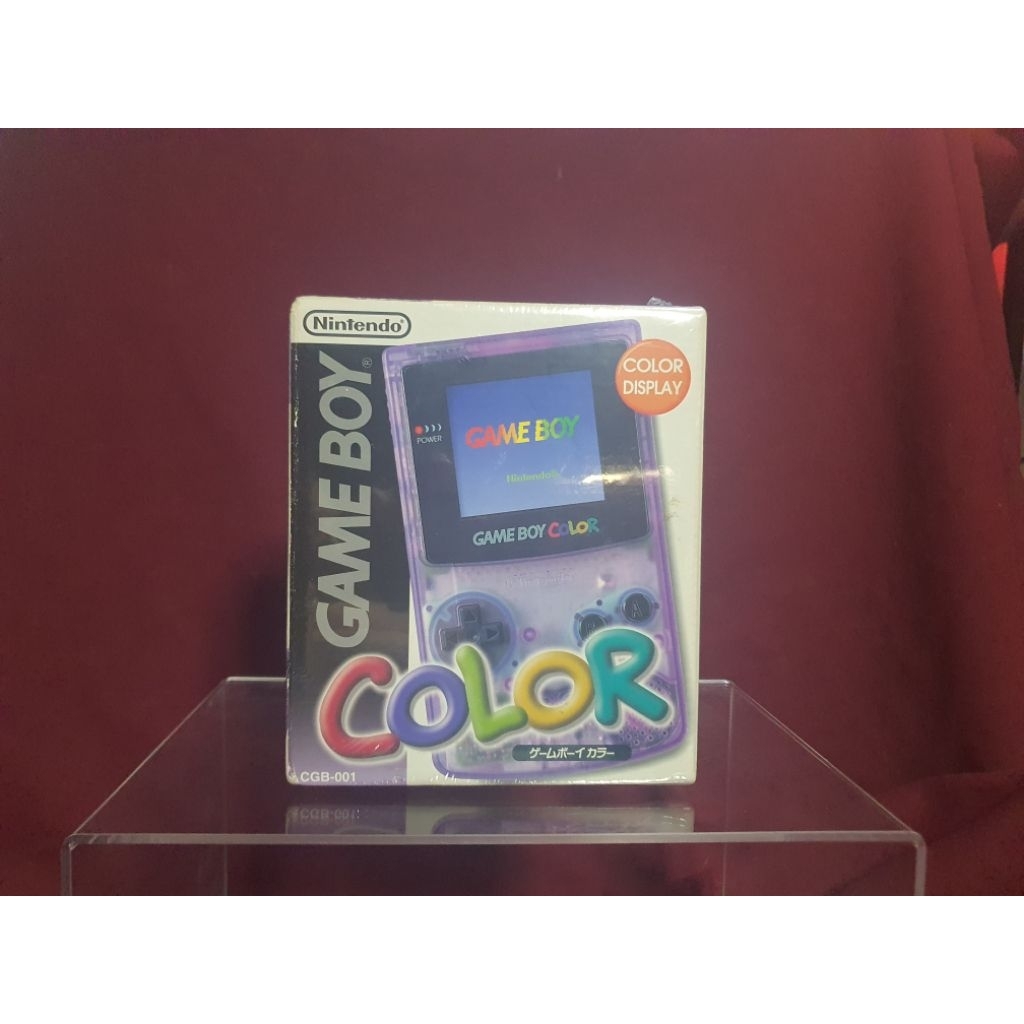 Nintendo®
GAME BOY®
COLOR
DISPLAY
POWER
GAME BOY
Nintendo®
GAME BOY COLOR
A
COLOR
ゲームボーイカラー
CGB-001